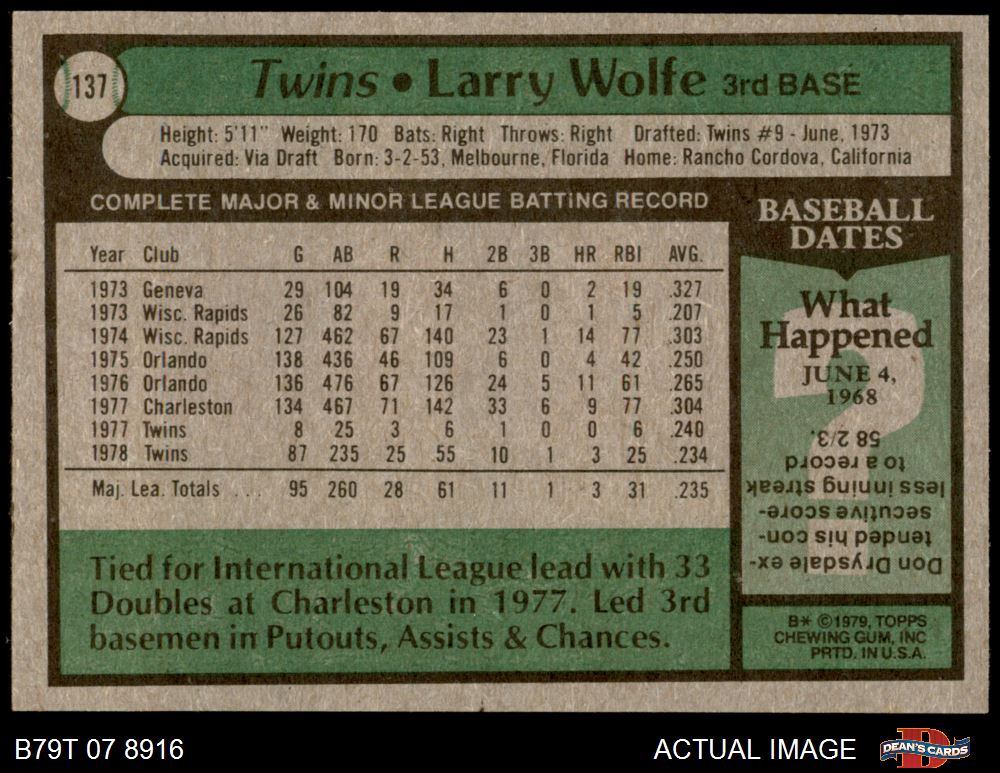 137
Twins • Larry Wolfe 3rd BASE
Height: 5'11" Weight: 170 Bats: Right Throws: Right Drafted: Twins #9 - June, 1973
Acquired: Via Draft Born: 3-2-53, Melbourne, Florida Home: Rancho Cordova, California
COMPLETE MAJOR & MINOR LEAGUE BATTING RECORD
Year Club G AB R H 2B 3B HR RBI AVG.
1973 Geneva 29 104 19 34 6 0 2 19 .327
1973 Wisc. Rapids 26 82 9 17 1 0 1 5 .207
1974 Wisc. Rapids 127 462 67 140 23 1 14 77 .303
1975 Orlando 138 436 46 109 6 0 4 42 .250
1976 Orlando 136 476 67 126 24 5 11 61 .265
1977 Charleston 134 467 71 142 33 6 9 77 .304
1977 Twins 8 25 3 6 1 0 0 6 .240
1978 Twins 87 235 25 55 10 1 3 25 .234
Maj. Lea. Totals ... 95 260 28 61 11 1 3 31 .235
Tied for International League lead with 33
Doubles at Charleston in 1977. Led 3rd
basemen in Putouts, Assists & Chances.
BASEBALL
DATES
What
Happened
JUNE 4,
1968
Don Drysdale ex-
tended his con-
secutive score-
less inning streak
to a record
58 2/3.
B* ©1979, TOPPS
CHEWING GUM, INC
PRTD. IN U.S.A.
B79T 07 8916
ACTUAL IMAGE
DEAN'S CARDS